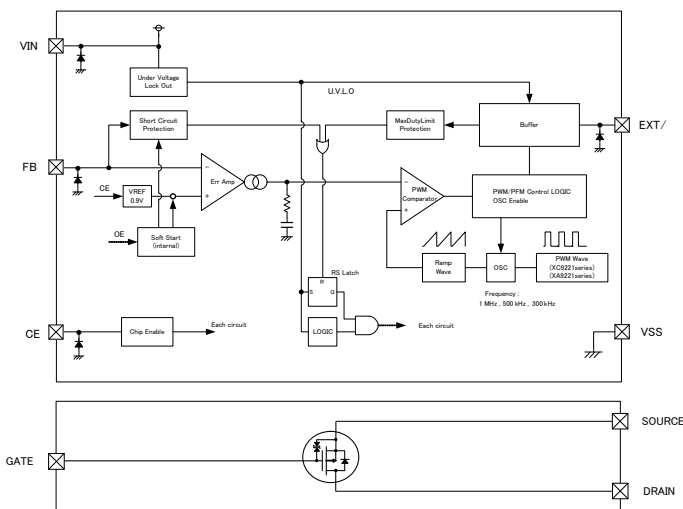 VIN
Under Voltage
Lock Out
U.V.L.O
Short Circuit
Protection
MaxDutyLimit
Protection
Buffer
EXT/
FB
Err Amp
CE
VREF
0.9V
OE
Soft Start
(internal)
PWM
Comparator
PWM/PFM Control LOGIC
OSC Enable
Ramp
Wave
OSC
PWM Wave
(XC9221series)
(XA9221series)
Frequency :
1 MHz , 500 kHz , 300 kHz
RS Latch
R
S
Q
LOGIC
Each circuit
CE
Chip Enable
Each circuit
VSS
SOURCE
GATE
DRAIN